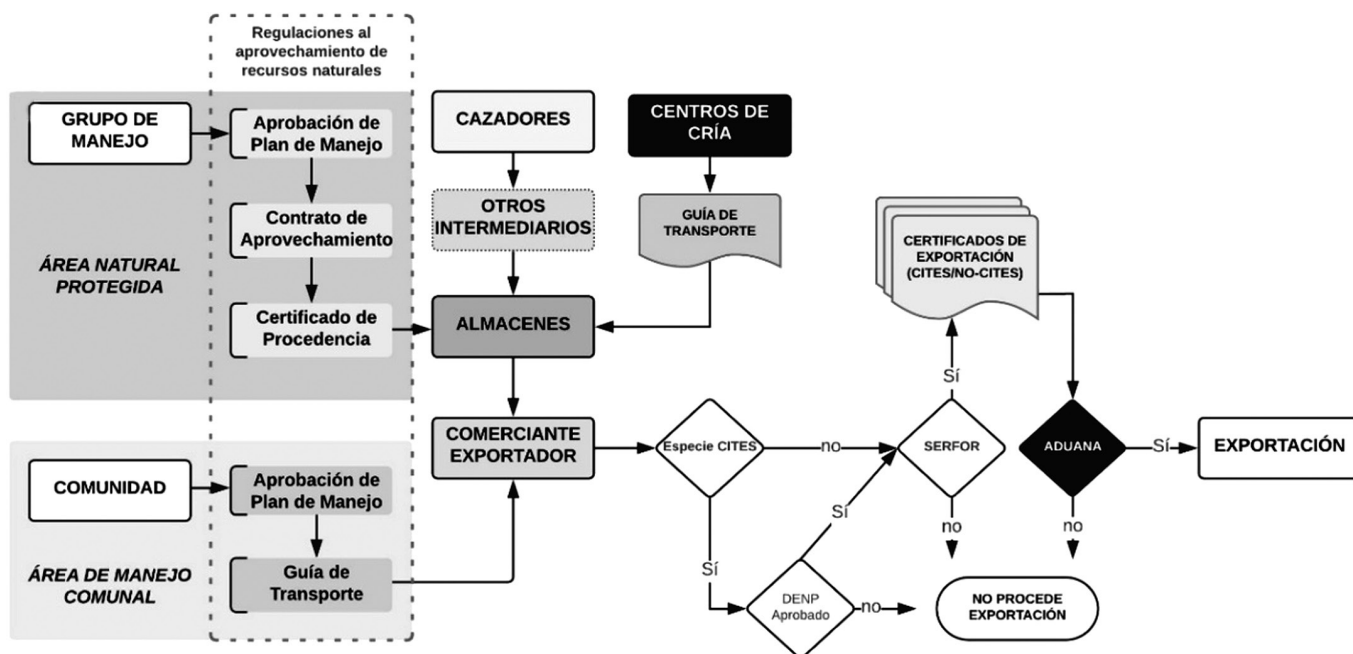 Regulaciones al
aprovechamiento de
recursos naturales
GRUPO DE
MANEJO
Aprobación de
Plan de Manejo
Contrato de
Aprovechamiento
Certificado de
Procedencia
ÁREA NATURAL
PROTEGIDA
CAZADORES
OTROS
INTERMEDIARIOS
ALMACENES
COMERCIANTE
EXPORTADOR
CENTROS DE
CRÍA
GUÍA DE
TRANSPORTE
COMUNIDAD
Aprobación de
Plan de Manejo
Guía de
Transporte
ÁREA DE MANEJO
COMUNAL
Especie CITES
no
Sí
DENP
Aprobado
Sí
no
SERFOR
Sí
no
CERTIFICADOS DE
EXPORTACIÓN
(CITES/NO-CITES)
ADUANA
Sí
no
EXPORTACIÓN
NO PROCEDE
EXPORTACIÓN